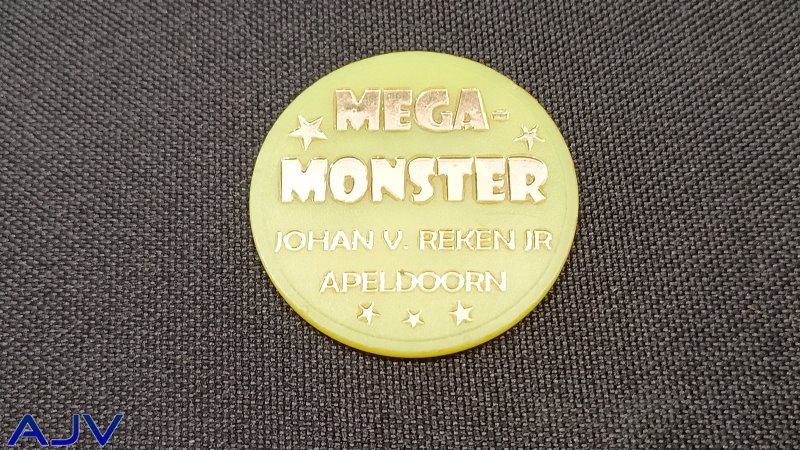 MEGA-
MONSTER
JOHAN V. REKEN JR
APELDOORN
AJV